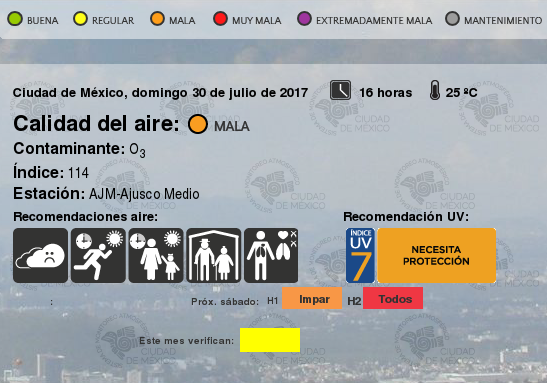 BUENA REGULAR MALA MUY MALA EXTREMADAMENTE MALA MANTENIMIENTO
Ciudad de México, domingo 30 de julio de 2017 16 horas 25 ºC
Calidad del aire: MALA
Contaminante: O3
Índice: 114
Estación: AJM-Ajusco Medio
Recomendaciones aire: Recomendación UV:
ÍNDICE
UV
7
NECESITA
PROTECCIÓN
: Próx. sábado: H1 Impar H2 Todos
Este mes verifican:
CIUDAD
DE MÉXICO